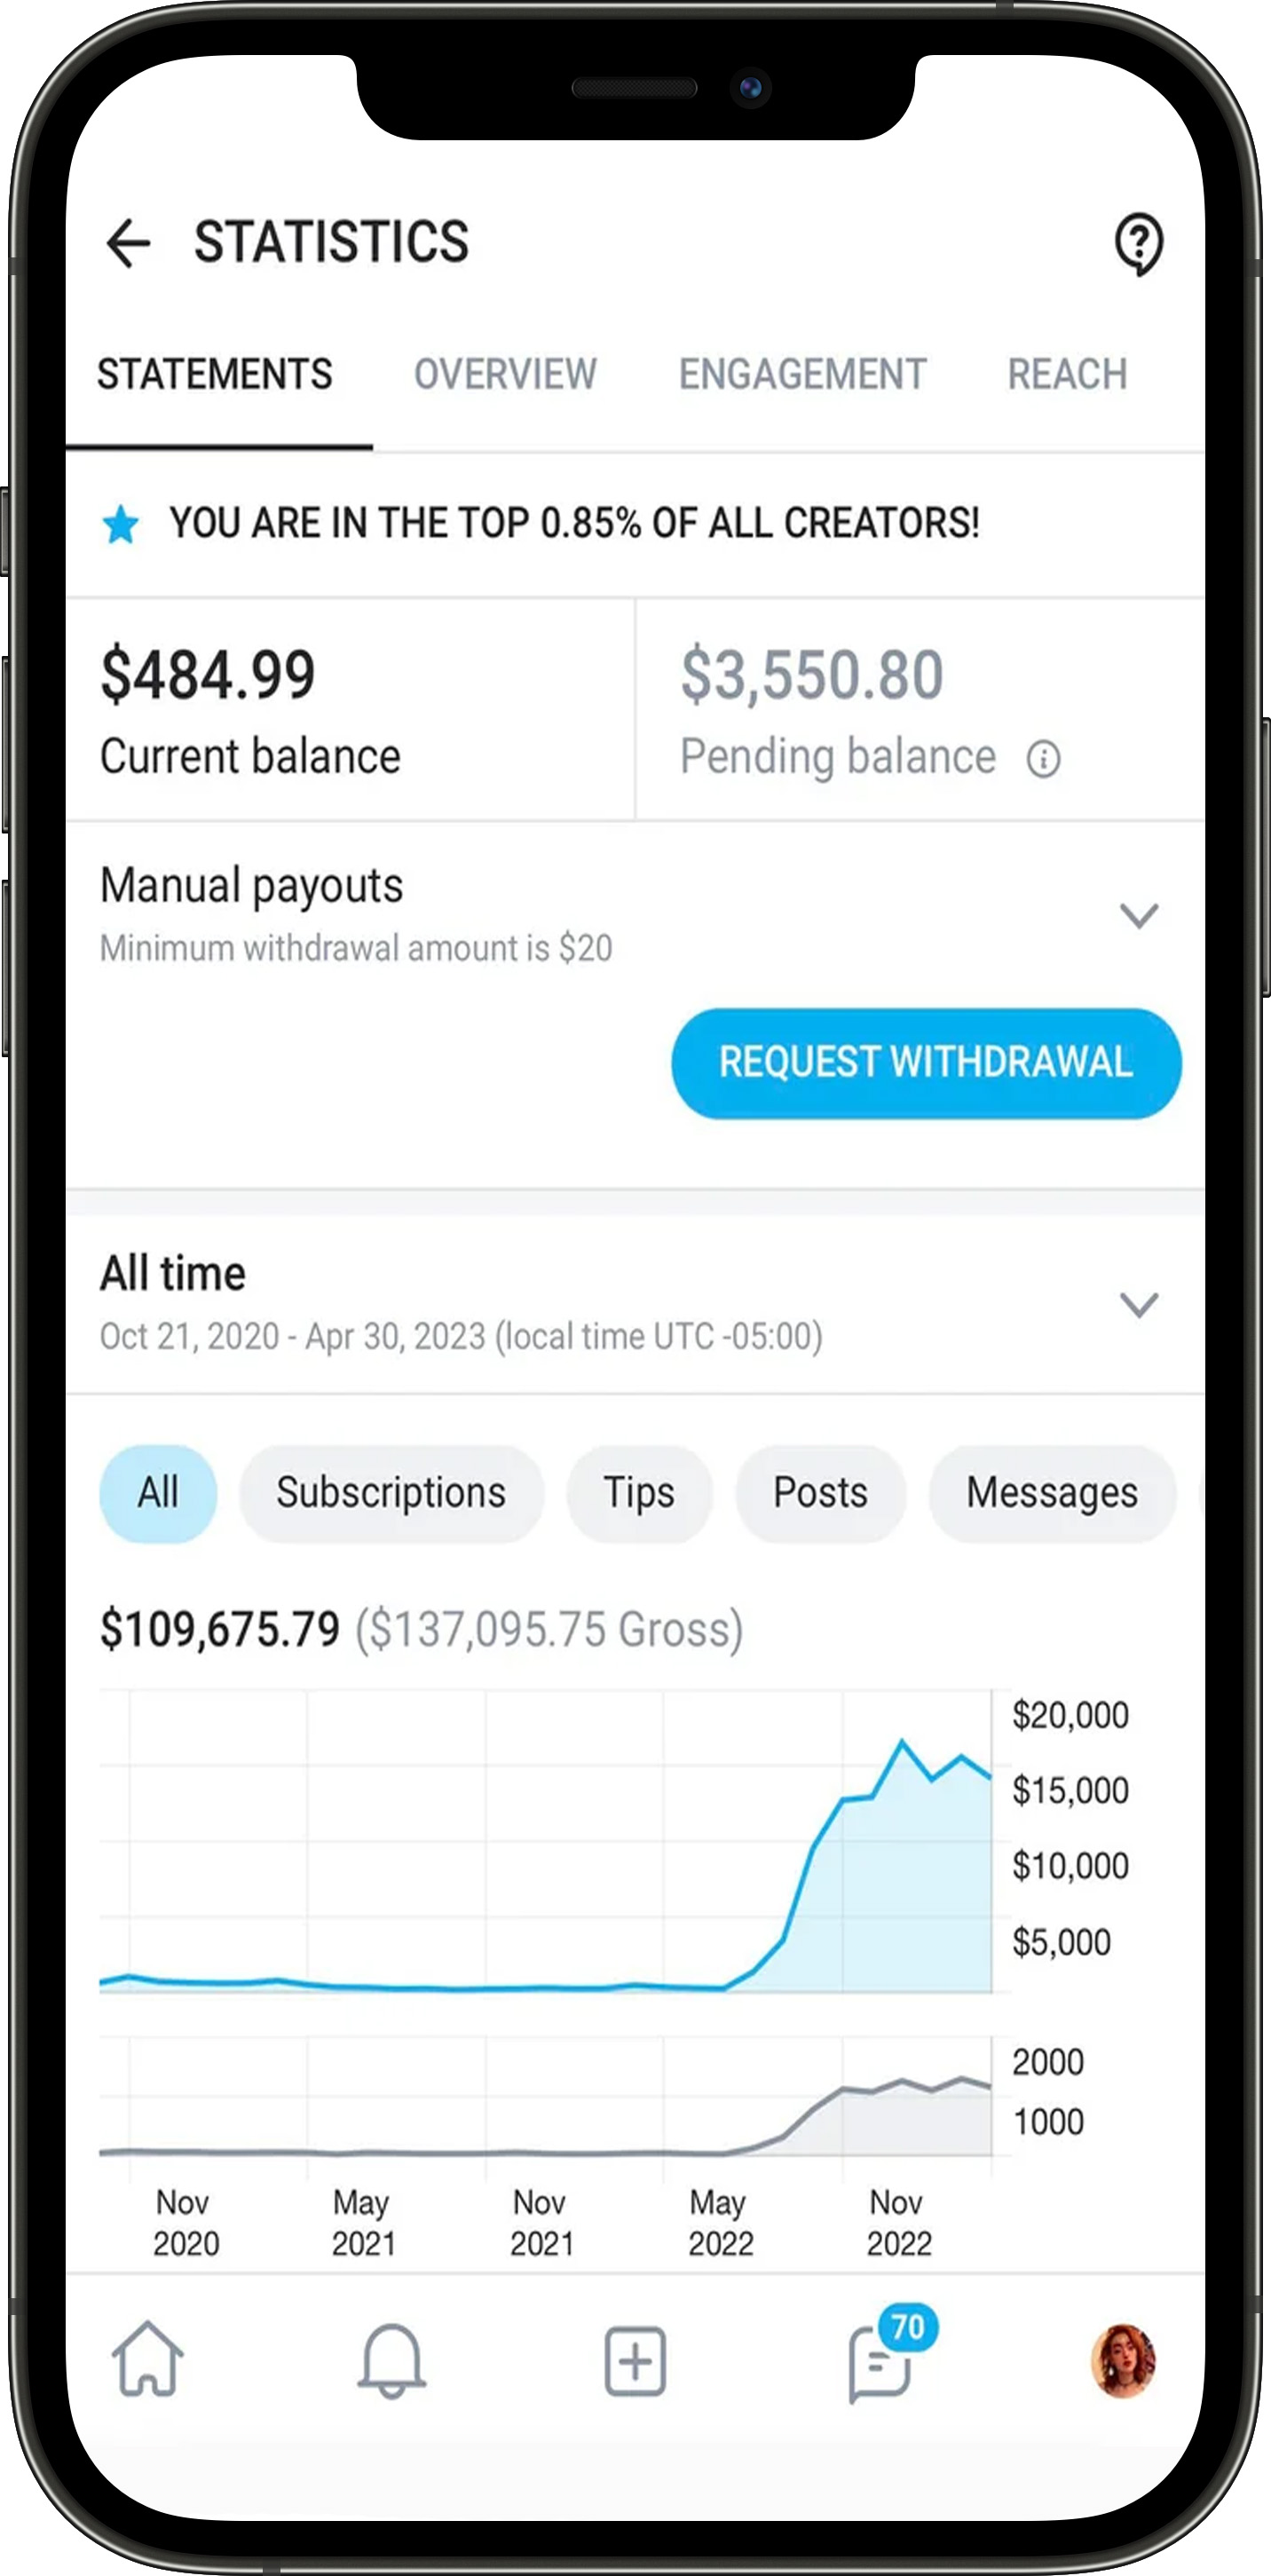 STATISTICS
STATEMENTS OVERVIEW ENGAGEMENT REACH
YOU ARE IN THE TOP 0.85% OF ALL CREATORS!
$484.99 $3,550.80
Current balance Pending balance
Manual payouts
Minimum withdrawal amount is $20
REQUEST WITHDRAWAL
All time
Oct 21, 2020 - Apr 30, 2023 (local time UTC -05:00)
All Subscriptions Tips Posts Messages
$109,675.79 ($137,095.75 Gross)
$20,000
$15,000
$10,000
$5,000
2000
1000
Nov May Nov May Nov
2020 2021 2021 2022 2022
70